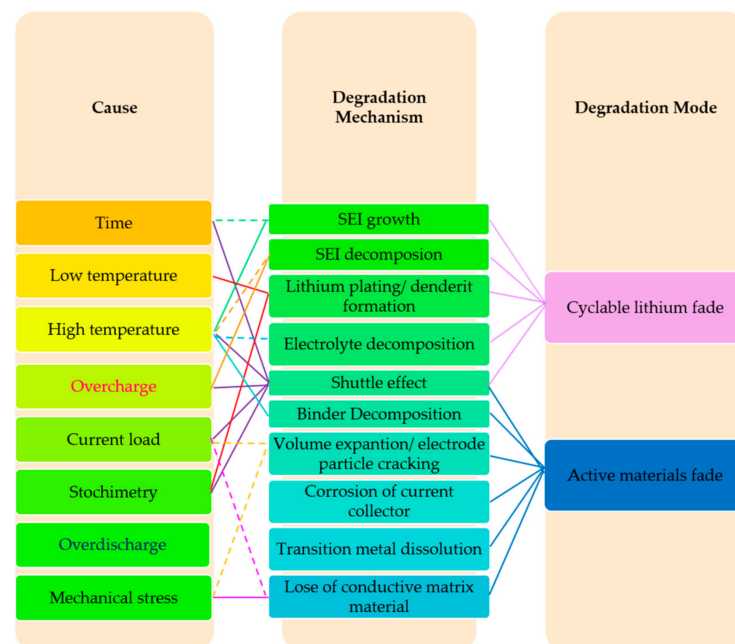 Cause
Degradation
Mechanism
Degradation Mode
Time
Low temperature
High temperature
Overcharge
Current load
Stochimetry
Overdischarge
Mechanical stress
SEI growth
SEI decomposion
Lithium plating/ denderit
formation
Electrolyte decomposition
Shuttle effect
Binder Decomposition
Volume expantion/ electrode
particle cracking
Corrosion of current
collector
Transition metal dissolution
Lose of conductive matrix
material
Cyclable lithium fade
Active materials fade